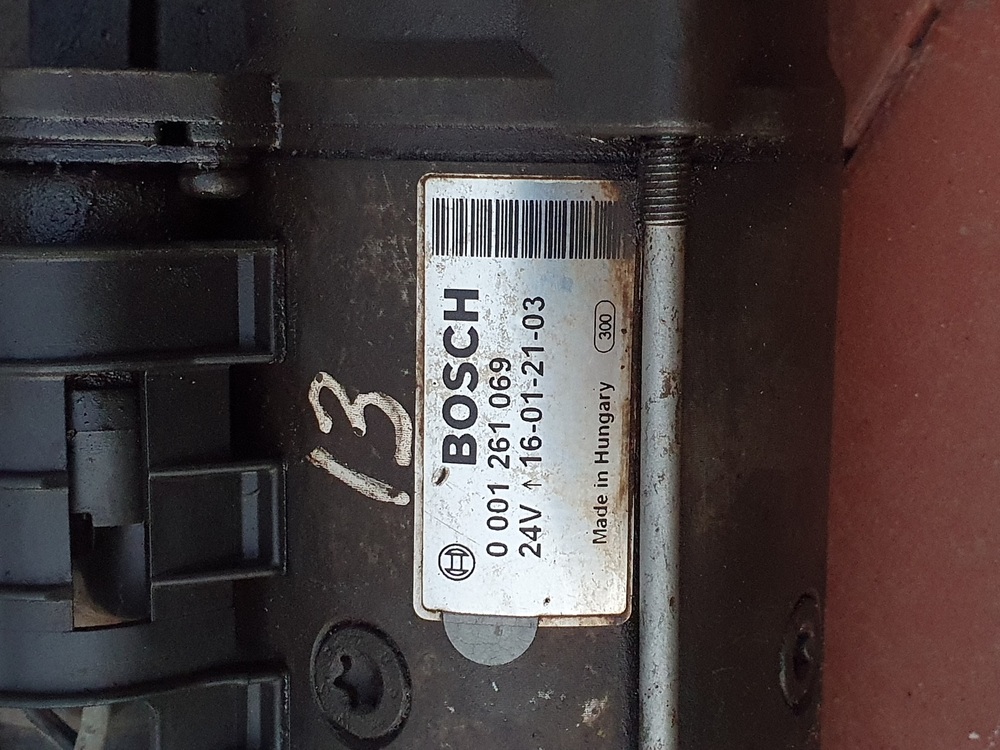 BOSCH
0 001 261 069
24V ↑ 16-01-21-03
Made in Hungary
300
13